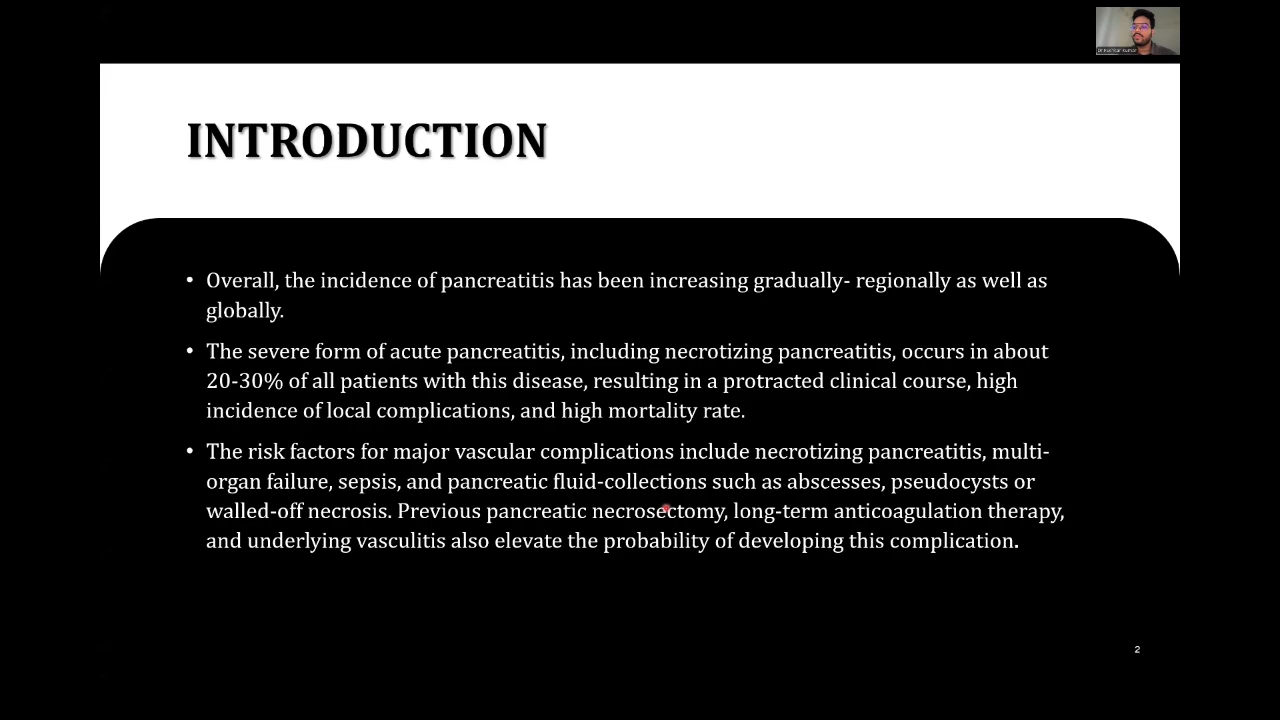 INTRODUCTION
• Overall, the incidence of pancreatitis has been increasing gradually- regionally as well as
globally.
• The severe form of acute pancreatitis, including necrotizing pancreatitis, occurs in about
20-30% of all patients with this disease, resulting in a protracted clinical course, high
incidence of local complications, and high mortality rate.
• The risk factors for major vascular complications include necrotizing pancreatitis, multi-
organ failure, sepsis, and pancreatic fluid-collections such as abscesses, pseudocysts or
walled-off necrosis. Previous pancreatic necrosectomy, long-term anticoagulation therapy,
and underlying vasculitis also elevate the probability of developing this complication.
2